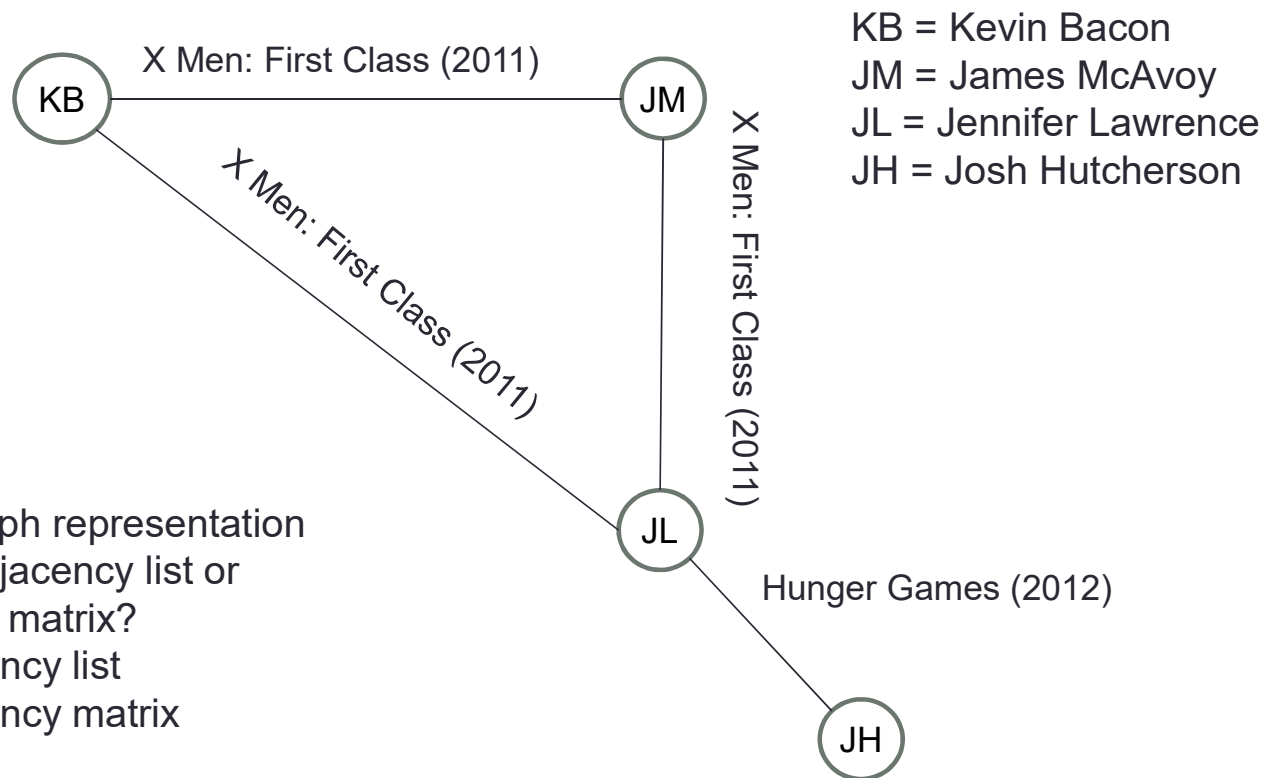 KB = Kevin Bacon
JM = James McAvoy
JL = Jennifer Lawrence
JH = Josh Hutcherson
X Men: First Class (2011)
KB
JM
X Men: First Class (2011)
X Men: First Class (2011)
JL
Hunger Games (2012)
JH
ph representation
jacency list or
matrix?
ncy list
ncy matrix